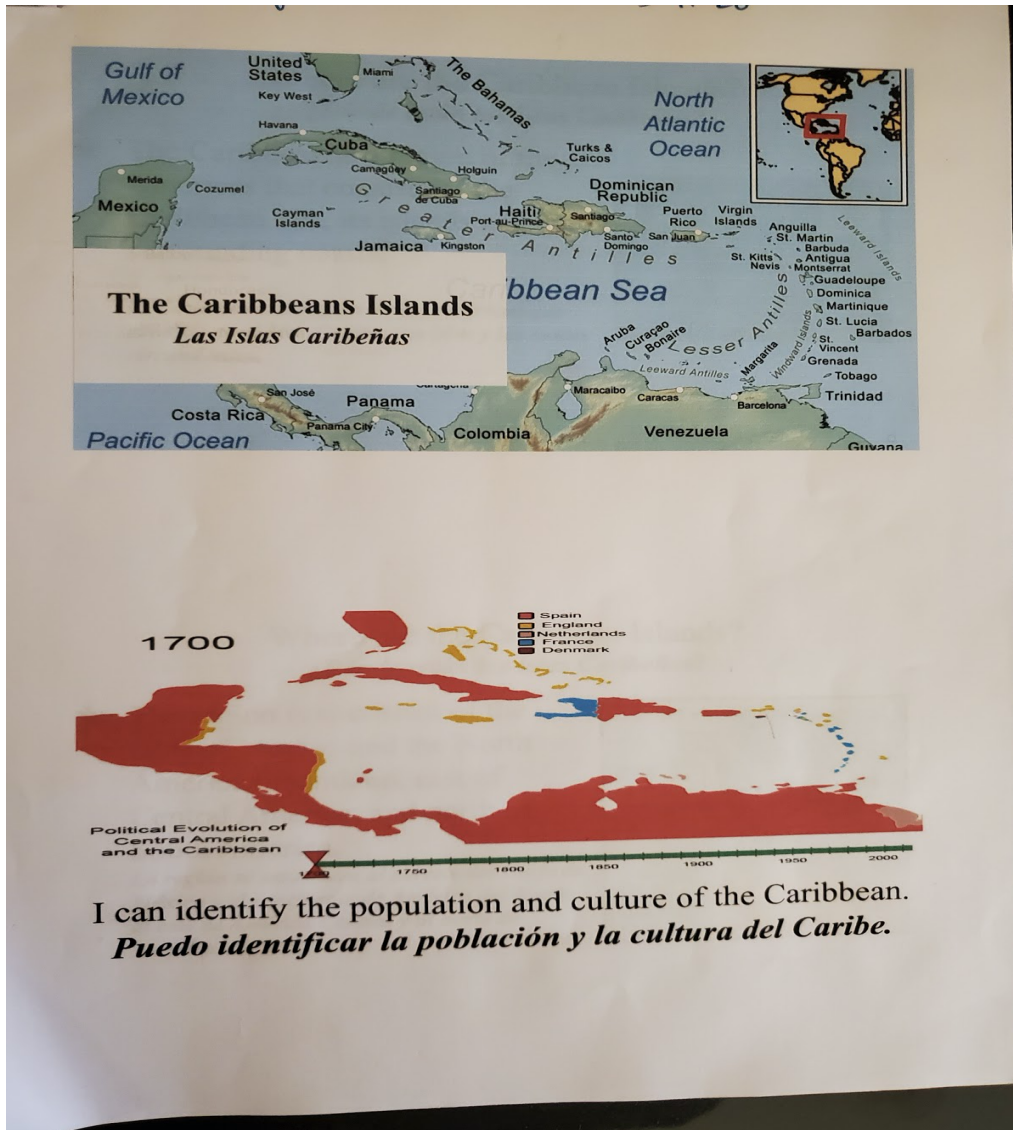 Gulf of
Mexico
United
States
Miami
Key West
The Bahamas
North
Atlantic
Ocean
Havana
Cuba
Camagüey
Holguin
Santiago
de Cuba
Turks &
Caicos
Merida
Cozumel
Mexico
Cayman
Islands
Greater
Antilles
Jamaica
Kingston
Haiti
Port-au-Prince
Dominican
Republic
Santiago
Santo
Domingo
Puerto
Rico
San Juan
Virgin
Islands
Anguilla
St. Martin
Barbuda
St. Kitts
Antigua
Nevis
Montserrat
Guadeloupe
Dominica
Martinique
St. Lucia
Barbados
St.
Vincent
Grenada
Tobago
Trinidad
Leeward Islands
Windward Islands
Lesser Antilles
The Caribbeans Islands
Las Islas Caribeñas
Caribbean Sea
Aruba
Curaçao
Bonaire
Leeward Antilles
Margarita
Cartagena
Maracaibo
Caracas
Barcelona
San José
Costa Rica
Panama
Panama City
Pacific Ocean
Colombia
Venezuela
Guyana
1700
Spain
England
Netherlands
France
Denmark
Political Evolution of
Central America
and the Caribbean
1750
1800
1850
1900
1950
2000
I can identify the population and culture of the Caribbean.
Puedo identificar la población y la cultura del Caribe.